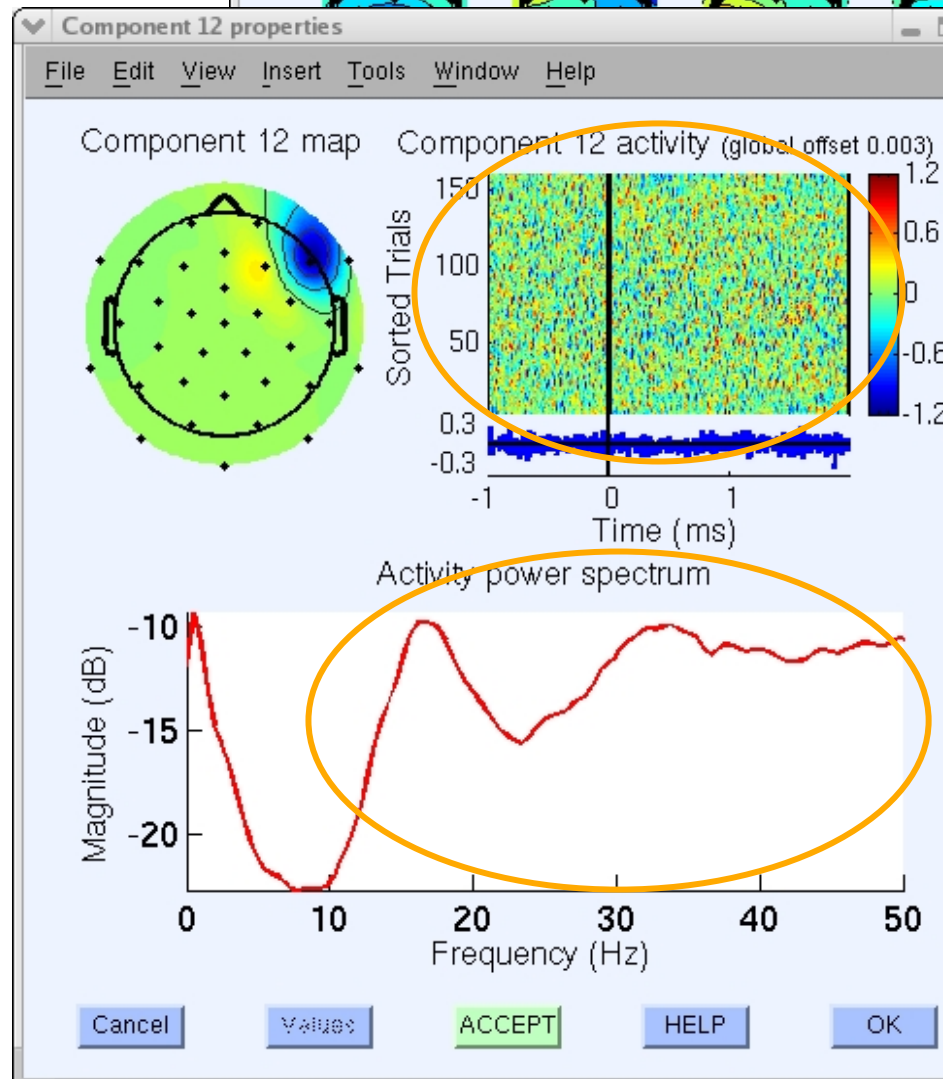 Component 12 properties
File Edit View Insert Tools Window Help
Component 12 map
Component 12 activity (global offset 0.003)
Sorted Trials
150
100
50
0.3
-0.3
1.2
0.6
0
-0.6
-1.2
-1 0 1
Time (ms)
Activity power spectrum
Magnitude (dB)
-10
-15
-20
0 10 20 30 40 50
Frequency (Hz)
Cancel Values ACCEPT HELP OK